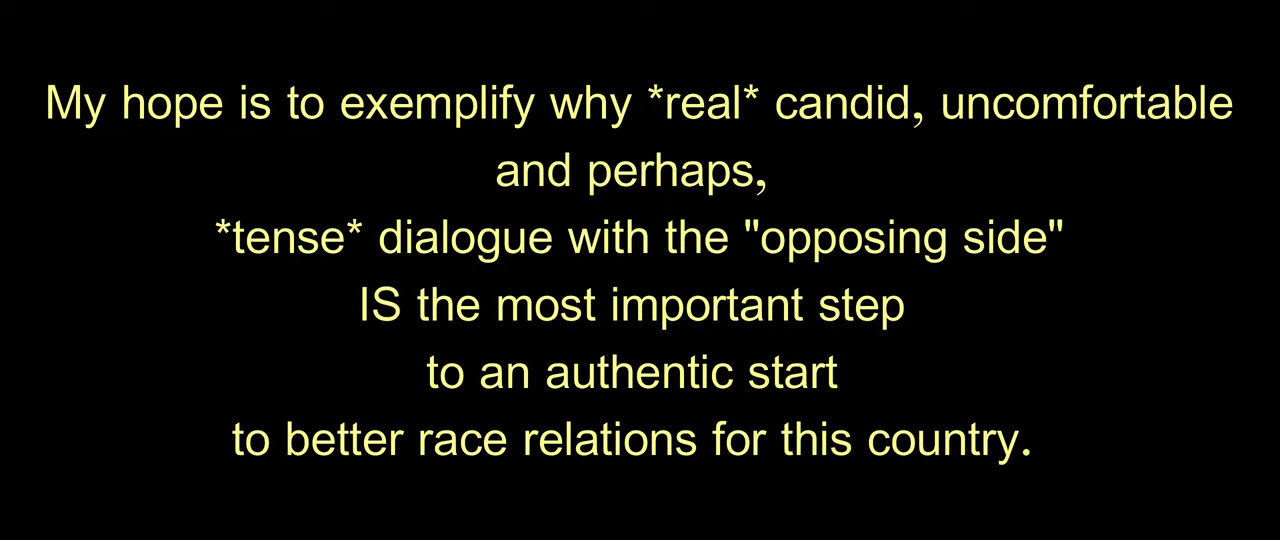 My hope is to exemplify why *real* candid, uncomfortable
and perhaps,
*tense* dialogue with the "opposing side"
IS the most important step
to an authentic start
to better race relations for this country.